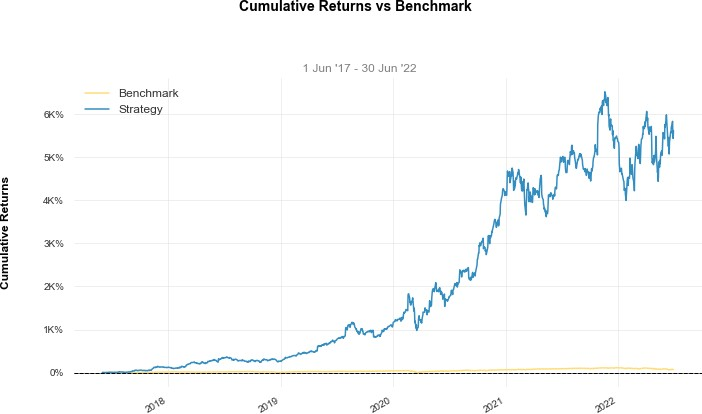 Cumulative Returns vs Benchmark
1 Jun '17 - 30 Jun '22
Benchmark
Strategy
Cumulative Returns
6K%
5K%
4K%
3K%
2K%
1K%
0%
2018
2019
2020
2021
2022